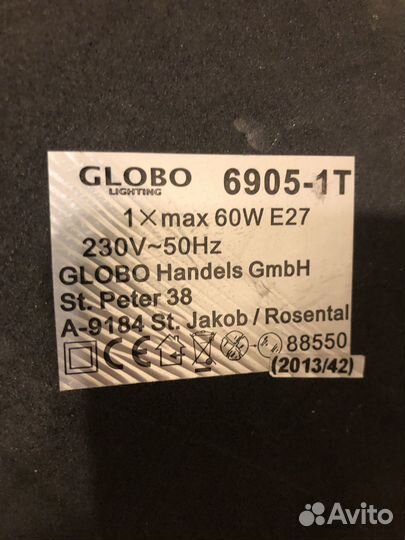 GLOBO 6905-1T
LIGHTING
1×max 60W E27
230V~50Hz
GLOBO Handels GmbH
St. Peter 38
A-9184 St. Jakob / Rosental
CE 88550
(2013/42)
Avito